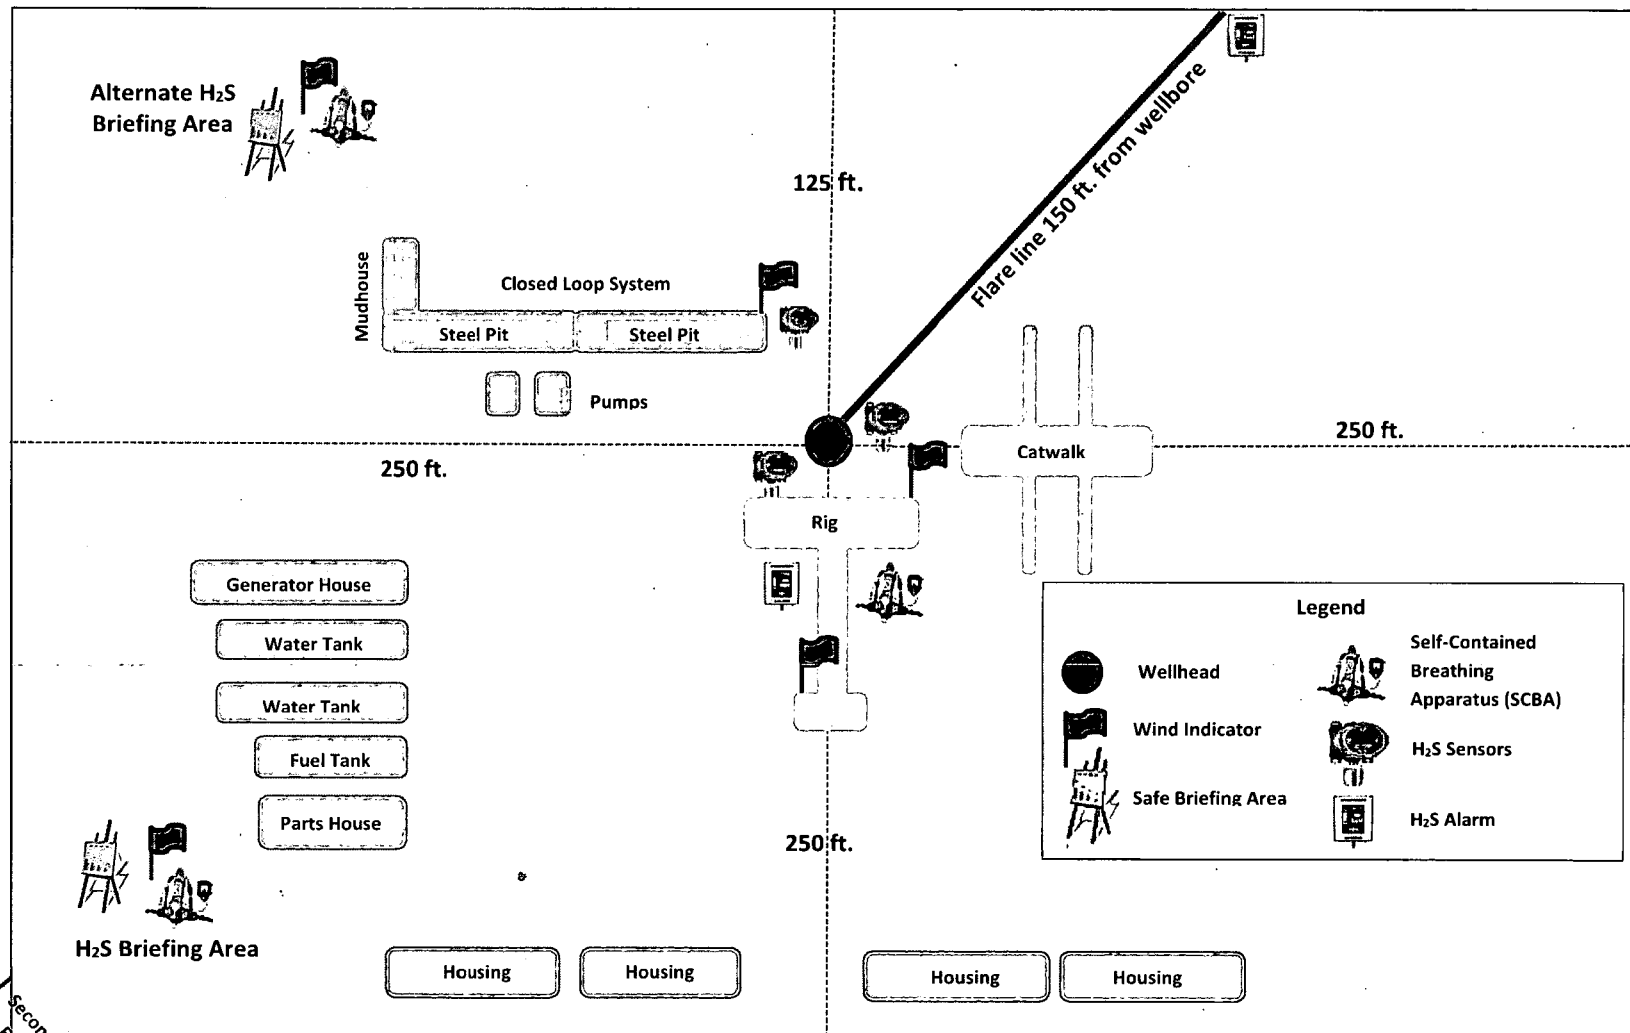 Alternate H₂S
Briefing Area
125 ft.
Flare line 150 ft. from wellbore
Mudhouse
Closed Loop System
Steel Pit
Steel Pit
Pumps
250 ft.
250 ft.
Catwalk
Rig
Generator House
Water Tank
Water Tank
Fuel Tank
Parts House
H₂S Briefing Area
250 ft.
Housing
Housing
Housing
Housing
Legend
Wellhead
Wind Indicator
Safe Briefing Area
Self-Contained
Breathing
Apparatus (SCBA)
H₂S Sensors
H₂S Alarm